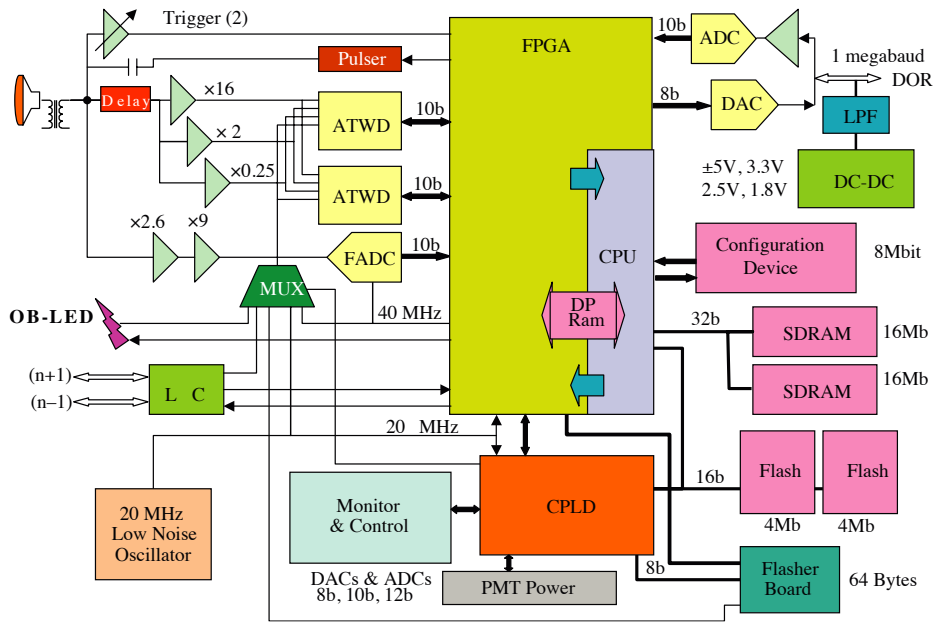 Trigger (2)
FPGA
10b
ADC
1 megabaud
DOR
Pulser
Delay
×16
×2
×0.25
ATWD
10b
8b
DAC
LPF
ATWD
10b
±5V, 3.3V
2.5V, 1.8V
DC-DC
×2.6
×9
FADC
10b
CPU
Configuration
Device
8Mbit
MUX
OB-LED
40 MHz
DP
Ram
32b
SDRAM
16Mb
SDRAM
16Mb
(n+1)
(n–1)
L C
20 MHz
20 MHz
Low Noise
Oscillator
Monitor
& Control
CPLD
16b
Flash
Flash
4Mb
4Mb
DACs & ADCs
8b, 10b, 12b
PMT Power
8b
Flasher
Board
64 Bytes